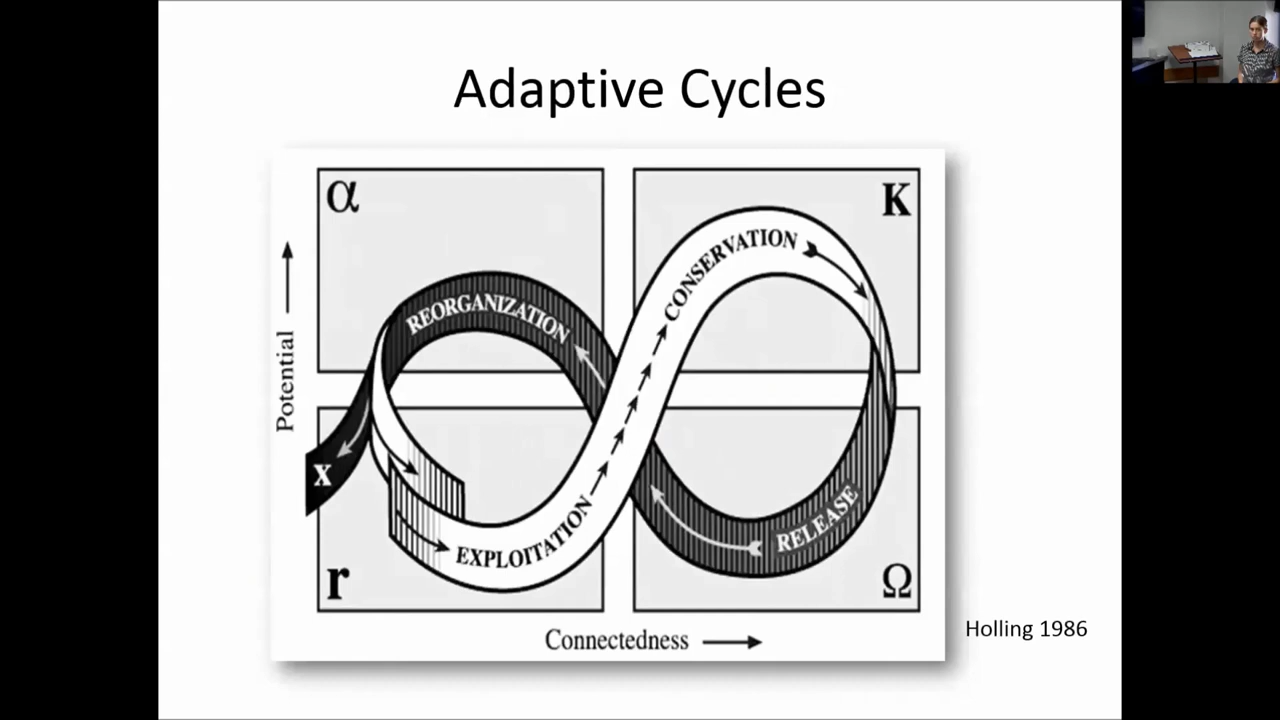 Adaptive Cycles
α
K
REORGANIZATION
CONSERVATION
Potential
X
EXPLOITATION
RELEASE
r
Ω
Connectedness
Holling 1986